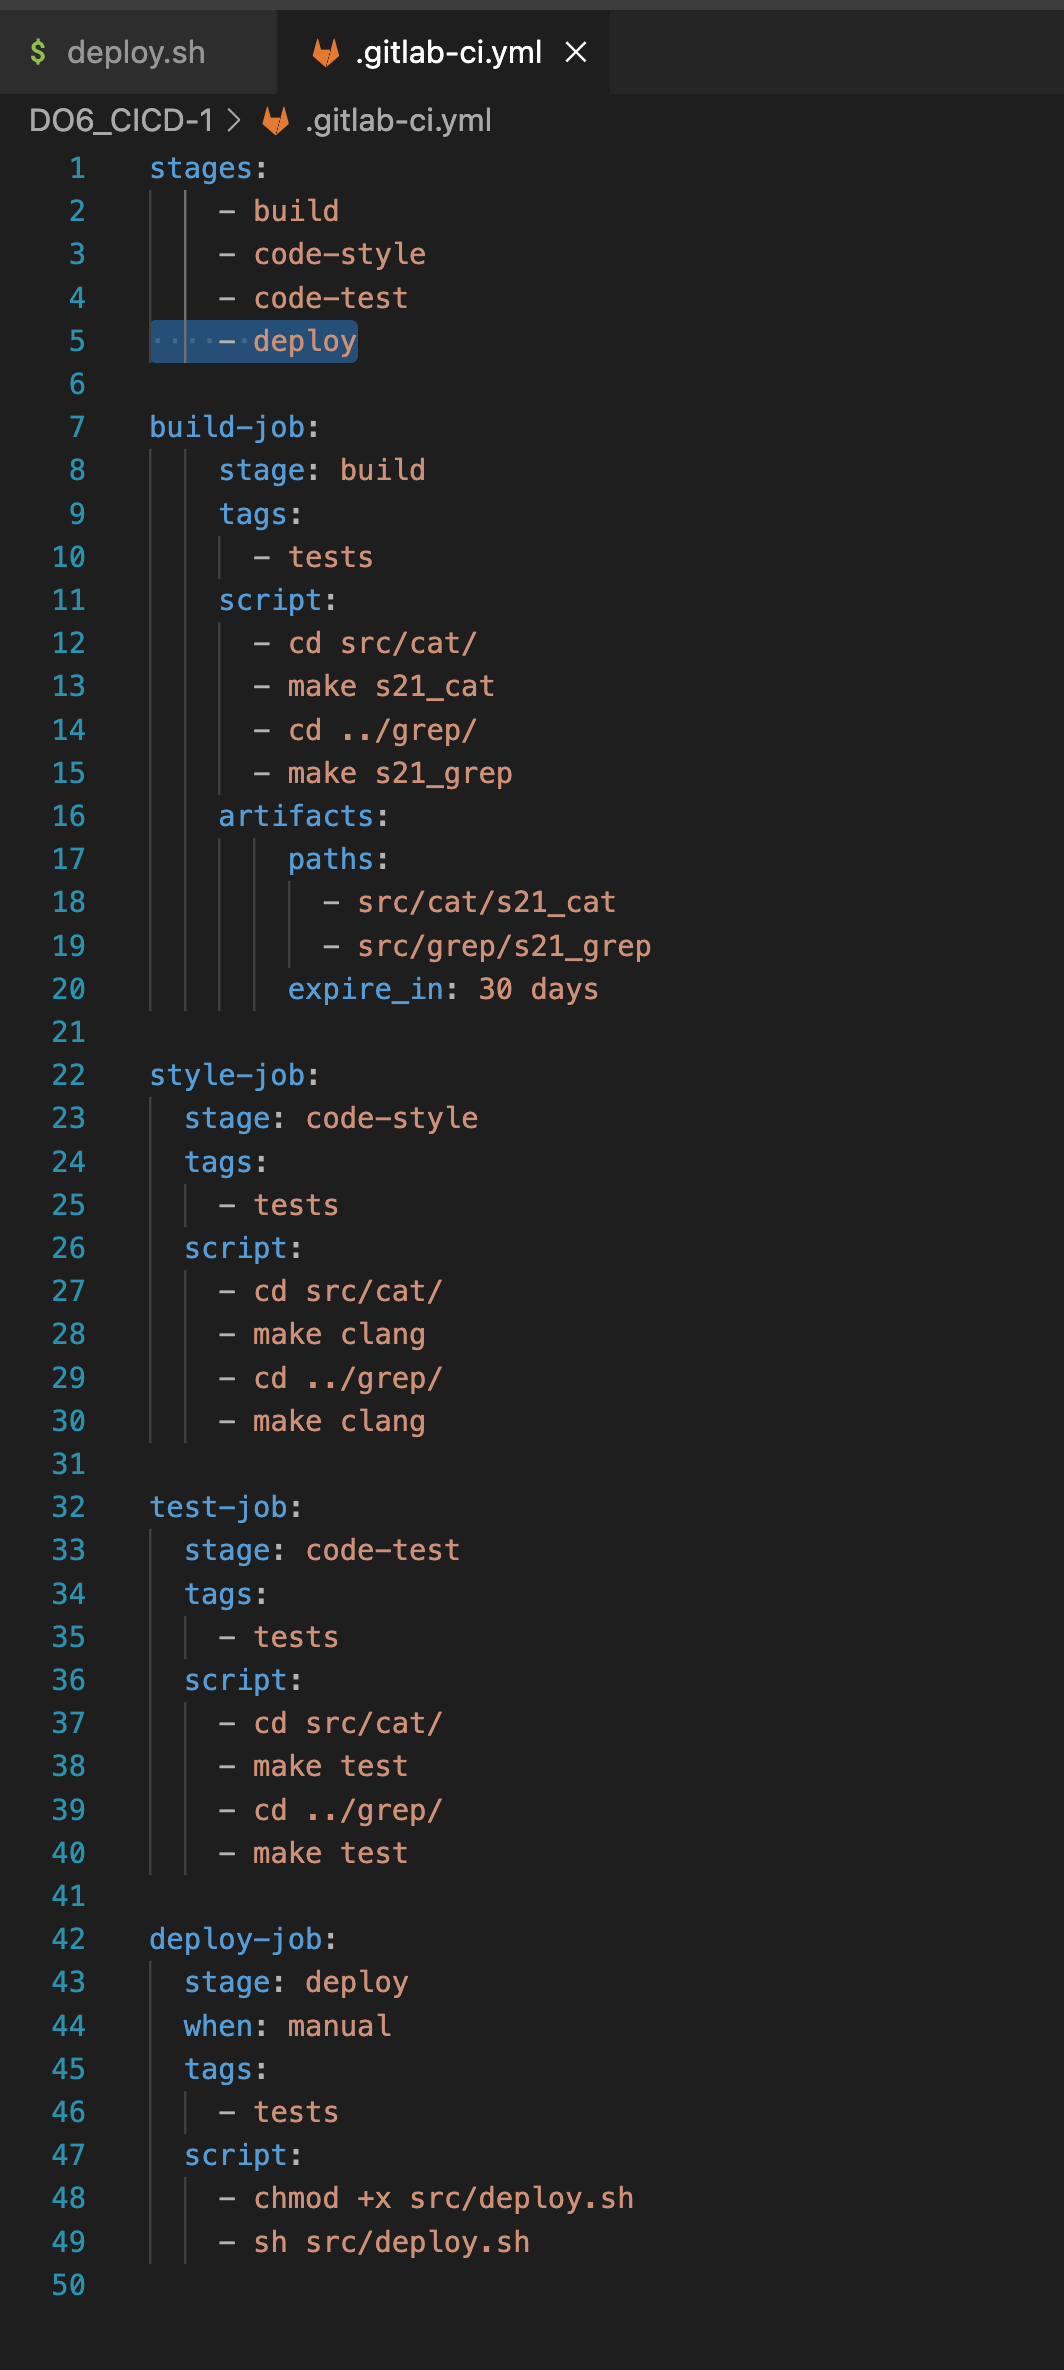 $ deploy.sh .gitlab-ci.yml ×
DO6_CICD-1 > .gitlab-ci.yml
1 stages:
2     - build
3     - code-style
4     - code-test
5     - deploy
6
7 build-job:
8     stage: build
9     tags:
10       - tests
11     script:
12       - cd src/cat/
13       - make s21_cat
14       - cd ../grep/
15       - make s21_grep
16     artifacts:
17         paths:
18           - src/cat/s21_cat
19           - src/grep/s21_grep
20         expire_in: 30 days
21
22 style-job:
23   stage: code-style
24   tags:
25     - tests
26   script:
27     - cd src/cat/
28     - make clang
29     - cd ../grep/
30     - make clang
31
32 test-job:
33   stage: code-test
34   tags:
35     - tests
36   script:
37     - cd src/cat/
38     - make test
39     - cd ../grep/
40     - make test
41
42 deploy-job:
43   stage: deploy
44   when: manual
45   tags:
46     - tests
47   script:
48     - chmod +x src/deploy.sh
49     - sh src/deploy.sh
50